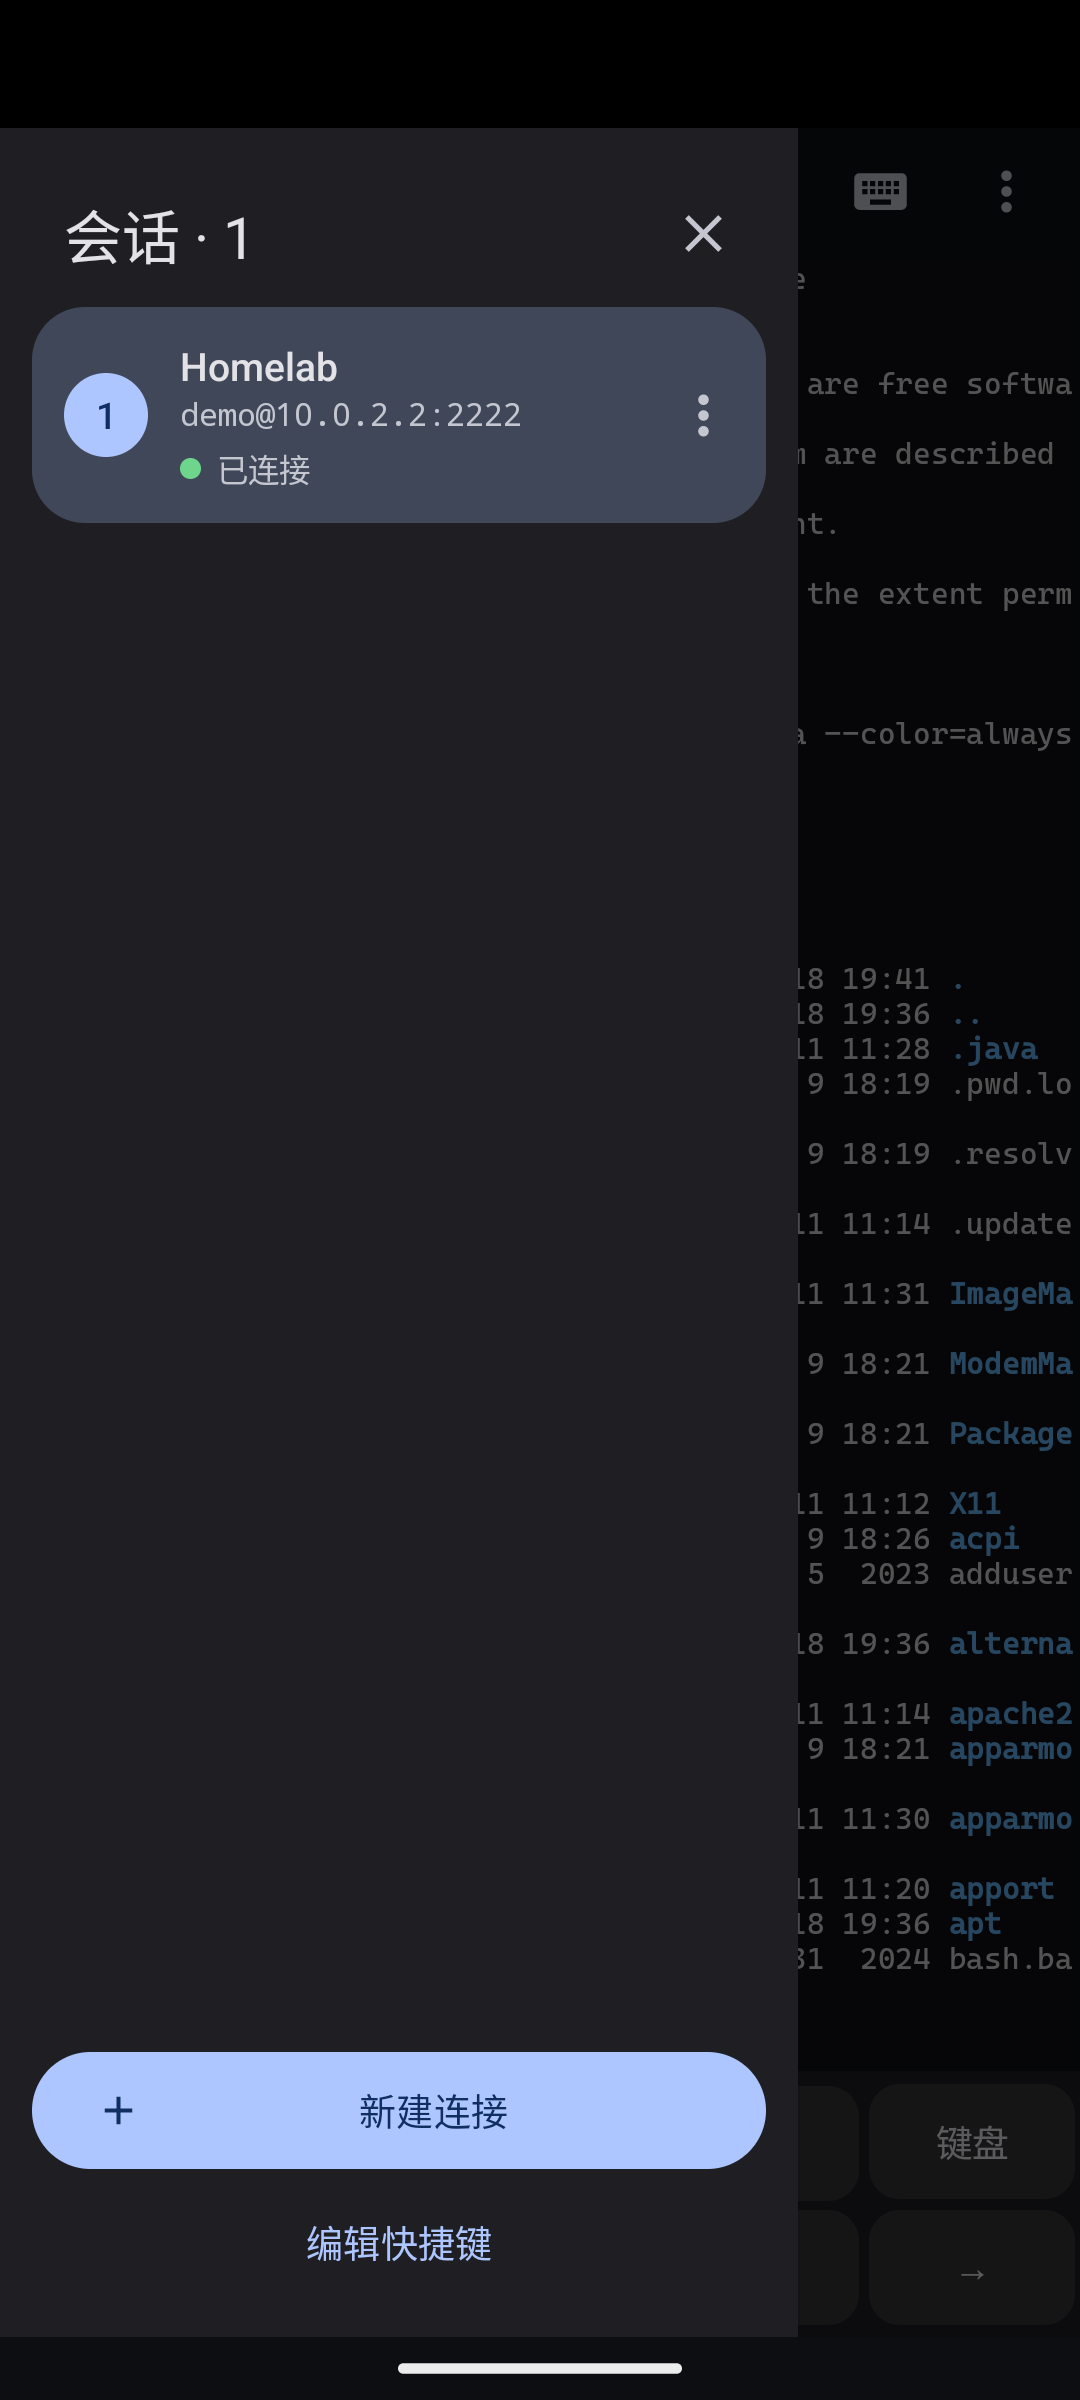 会话 · 1
1
Homelab
demo@10.0.2.2:2222
已连接
are free softwa
are described
nt.
the extent perm
--color=always
18 19:41 .
18 19:36 ..
11 11:28 .java
9 18:19 .pwd.lo
9 18:19 .resolv
11 11:14 .update
11 11:31 ImageMa
9 18:21 ModemMa
9 18:21 Package
11 11:12 X11
9 18:26 acpi
5 2023 adduser
18 19:36 alterna
11 11:14 apache2
9 18:21 apparmo
11 11:30 apparmo
11 11:20 apport
18 19:36 apt
31 2024 bash.ba
新建连接
键盘
编辑快捷键
→